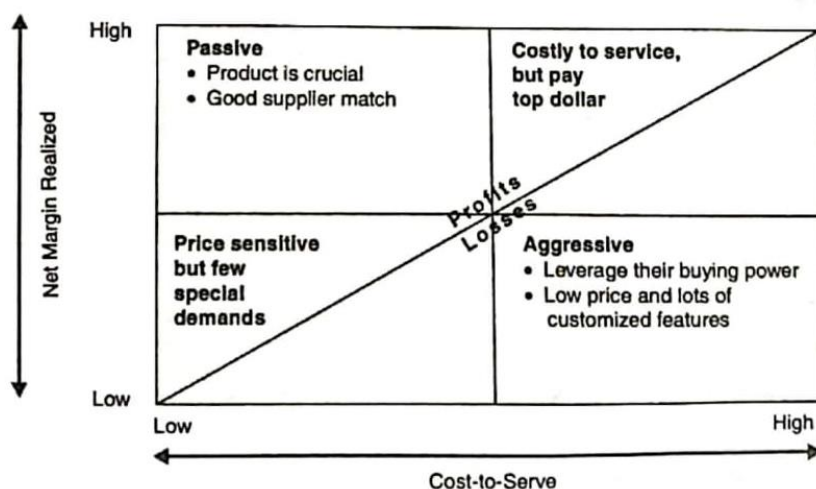 High
Passive
• Product is crucial
• Good supplier match
Costly to service,
but pay
top dollar
Net Margin Realized
Profits
Losses
Price sensitive
but few
special
demands
Aggressive
• Leverage their buying power
• Low price and lots of
customized features
Low
Low
High
Cost-to-Serve